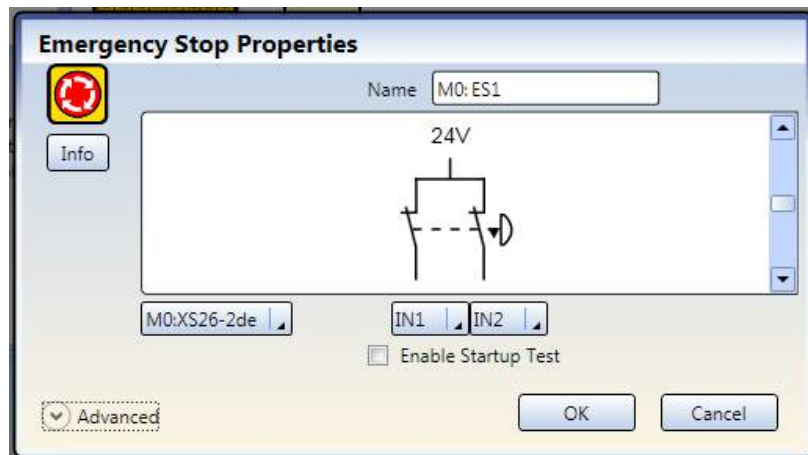 Emergency Stop Properties
Name M0: ES1
Info
24V
M0:XS26-2de IN1 IN2
Enable Startup Test
Advanced OK Cancel